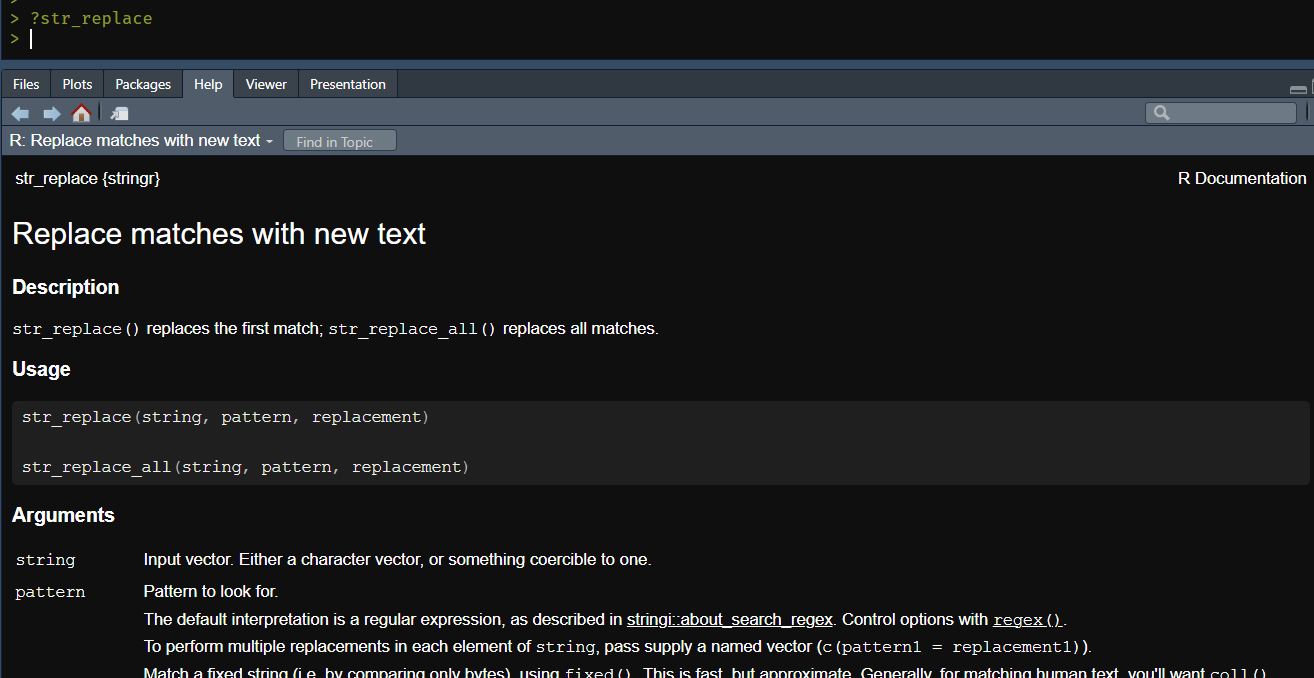 > ?str_replace
>
Files Plots Packages Help Viewer Presentation
R: Replace matches with new text Find in Topic
str_replace {stringr} R Documentation
Replace matches with new text
Description
str_replace() replaces the first match; str_replace_all() replaces all matches.
Usage
str_replace(string, pattern, replacement)
str_replace_all(string, pattern, replacement)
Arguments
string Input vector. Either a character vector, or something coercible to one.
pattern Pattern to look for.
The default interpretation is a regular expression, as described in stringi::about_search_regex. Control options with regex().
To perform multiple replacements in each element of string, pass supply a named vector (c(pattern1 = replacement1)).
Match a fixed string (i.e. by comparing only bytes), using fixed(). This is fast, but approximate. Generally, for matching human text, you'll want coll()